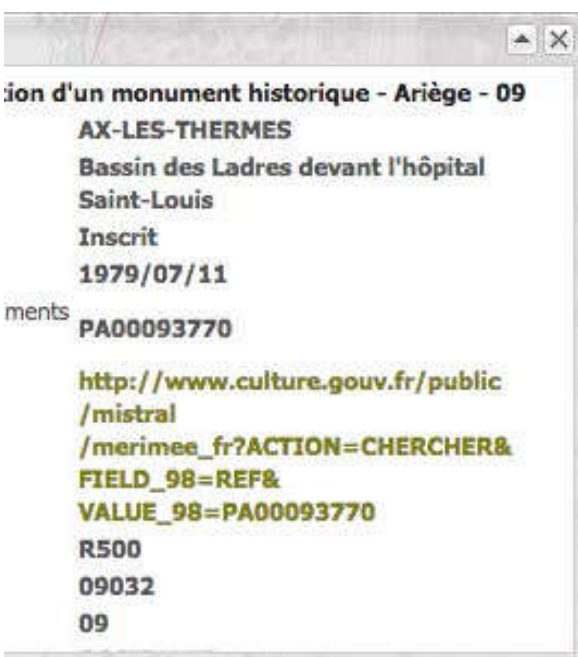 ion d'un monument historique - Ariège - 09
AX-LES-THERMES
Bassin des Ladres devant l'hôpital
Saint-Louis
Inscrit
1979/07/11
ments
PA00093770
http://www.culture.gouv.fr/public
/mistral
/merimee_fr?ACTION=CHERCHER&
FIELD_98=REF&
VALUE_98=PA00093770
R500
09032
09